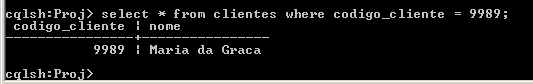 cqlsh:Proj> select * from clientes where codigo_cliente = 9989;
codigo_cliente | nome
----------------+----------------
9989 | Maria da Graca
cqlsh:Proj>